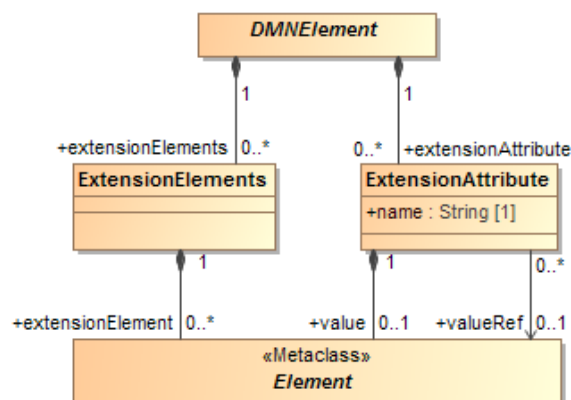 DMNElement
1
1
+extensionElements 0..*
0..* +extensionAttribute
ExtensionElements
ExtensionAttribute
+name : String [1]
1
1
0..*
+extensionElement 0..*
+value 0..1
+valueRef 0..1
«Metaclass»
Element